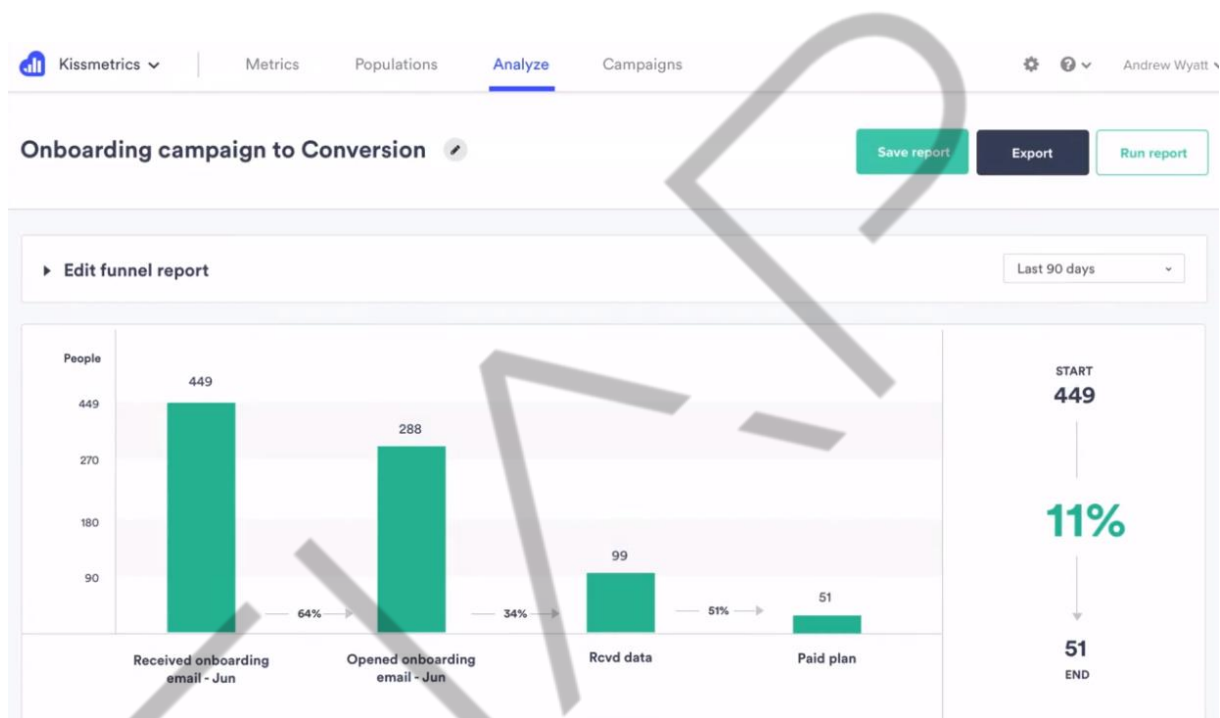 Kissmetrics
Metrics
Populations
Analyze
Campaigns
Andrew Wyatt
Onboarding campaign to Conversion
Save report
Export
Run report
Edit funnel report
Last 90 days
People
449
270
180
90
449
288
99
51
64%
34%
51%
Received onboarding
email - Jun
Opened onboarding
email - Jun
Rcvd data
Paid plan
START
449
11%
51
END